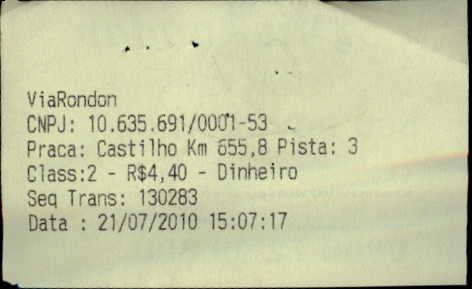 ViaRondon
CNPJ: 10.635.691/0001-53
Praca: Castilho Km 655,8 Pista: 3
Class:2 - R$4,40 - Dinheiro
Seq Trans: 130283
Data : 21/07/2010 15:07:17